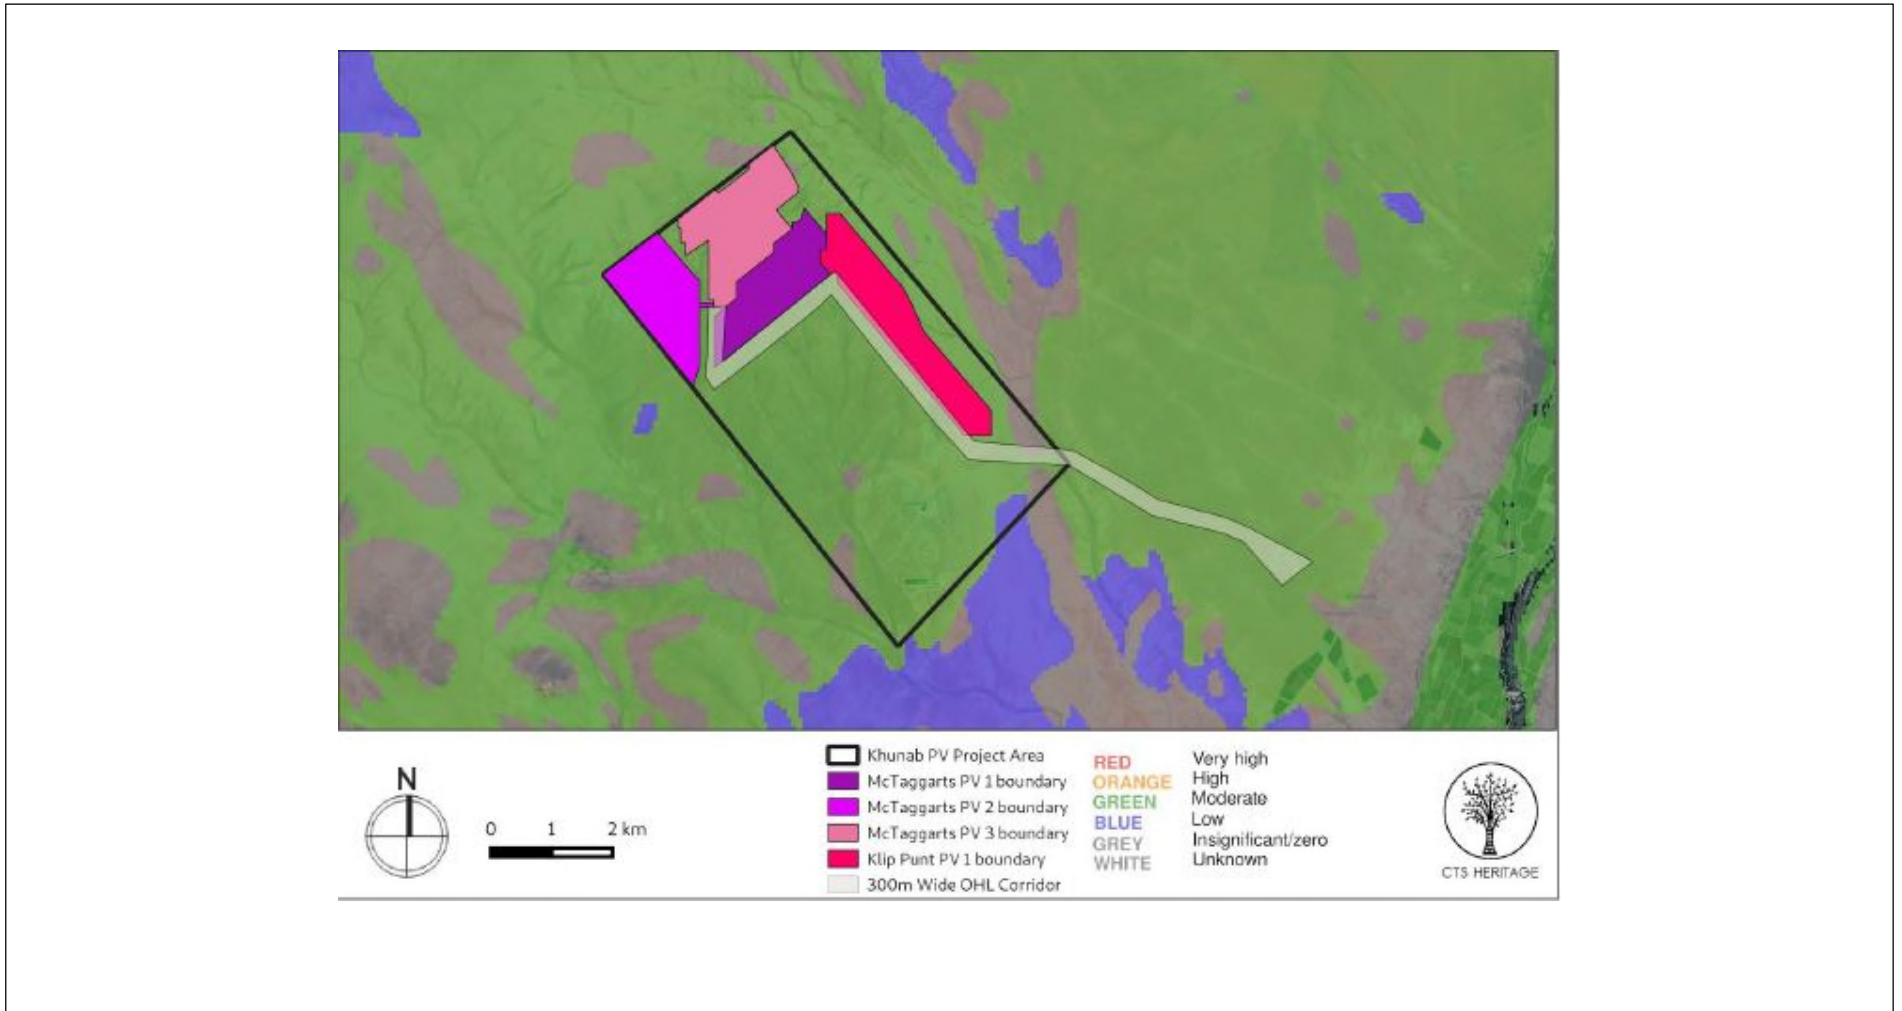 N
0 1 2 km
Khunab PV Project Area
McTaggarts PV 1 boundary
McTaggarts PV 2 boundary
McTaggarts PV 3 boundary
Klip Punt PV 1 boundary
300m Wide OHL Corridor
RED Very high
ORANGE High
GREEN Moderate
BLUE Low
GREY Insignificant/zero
WHITE Unknown
CTS HERITAGE